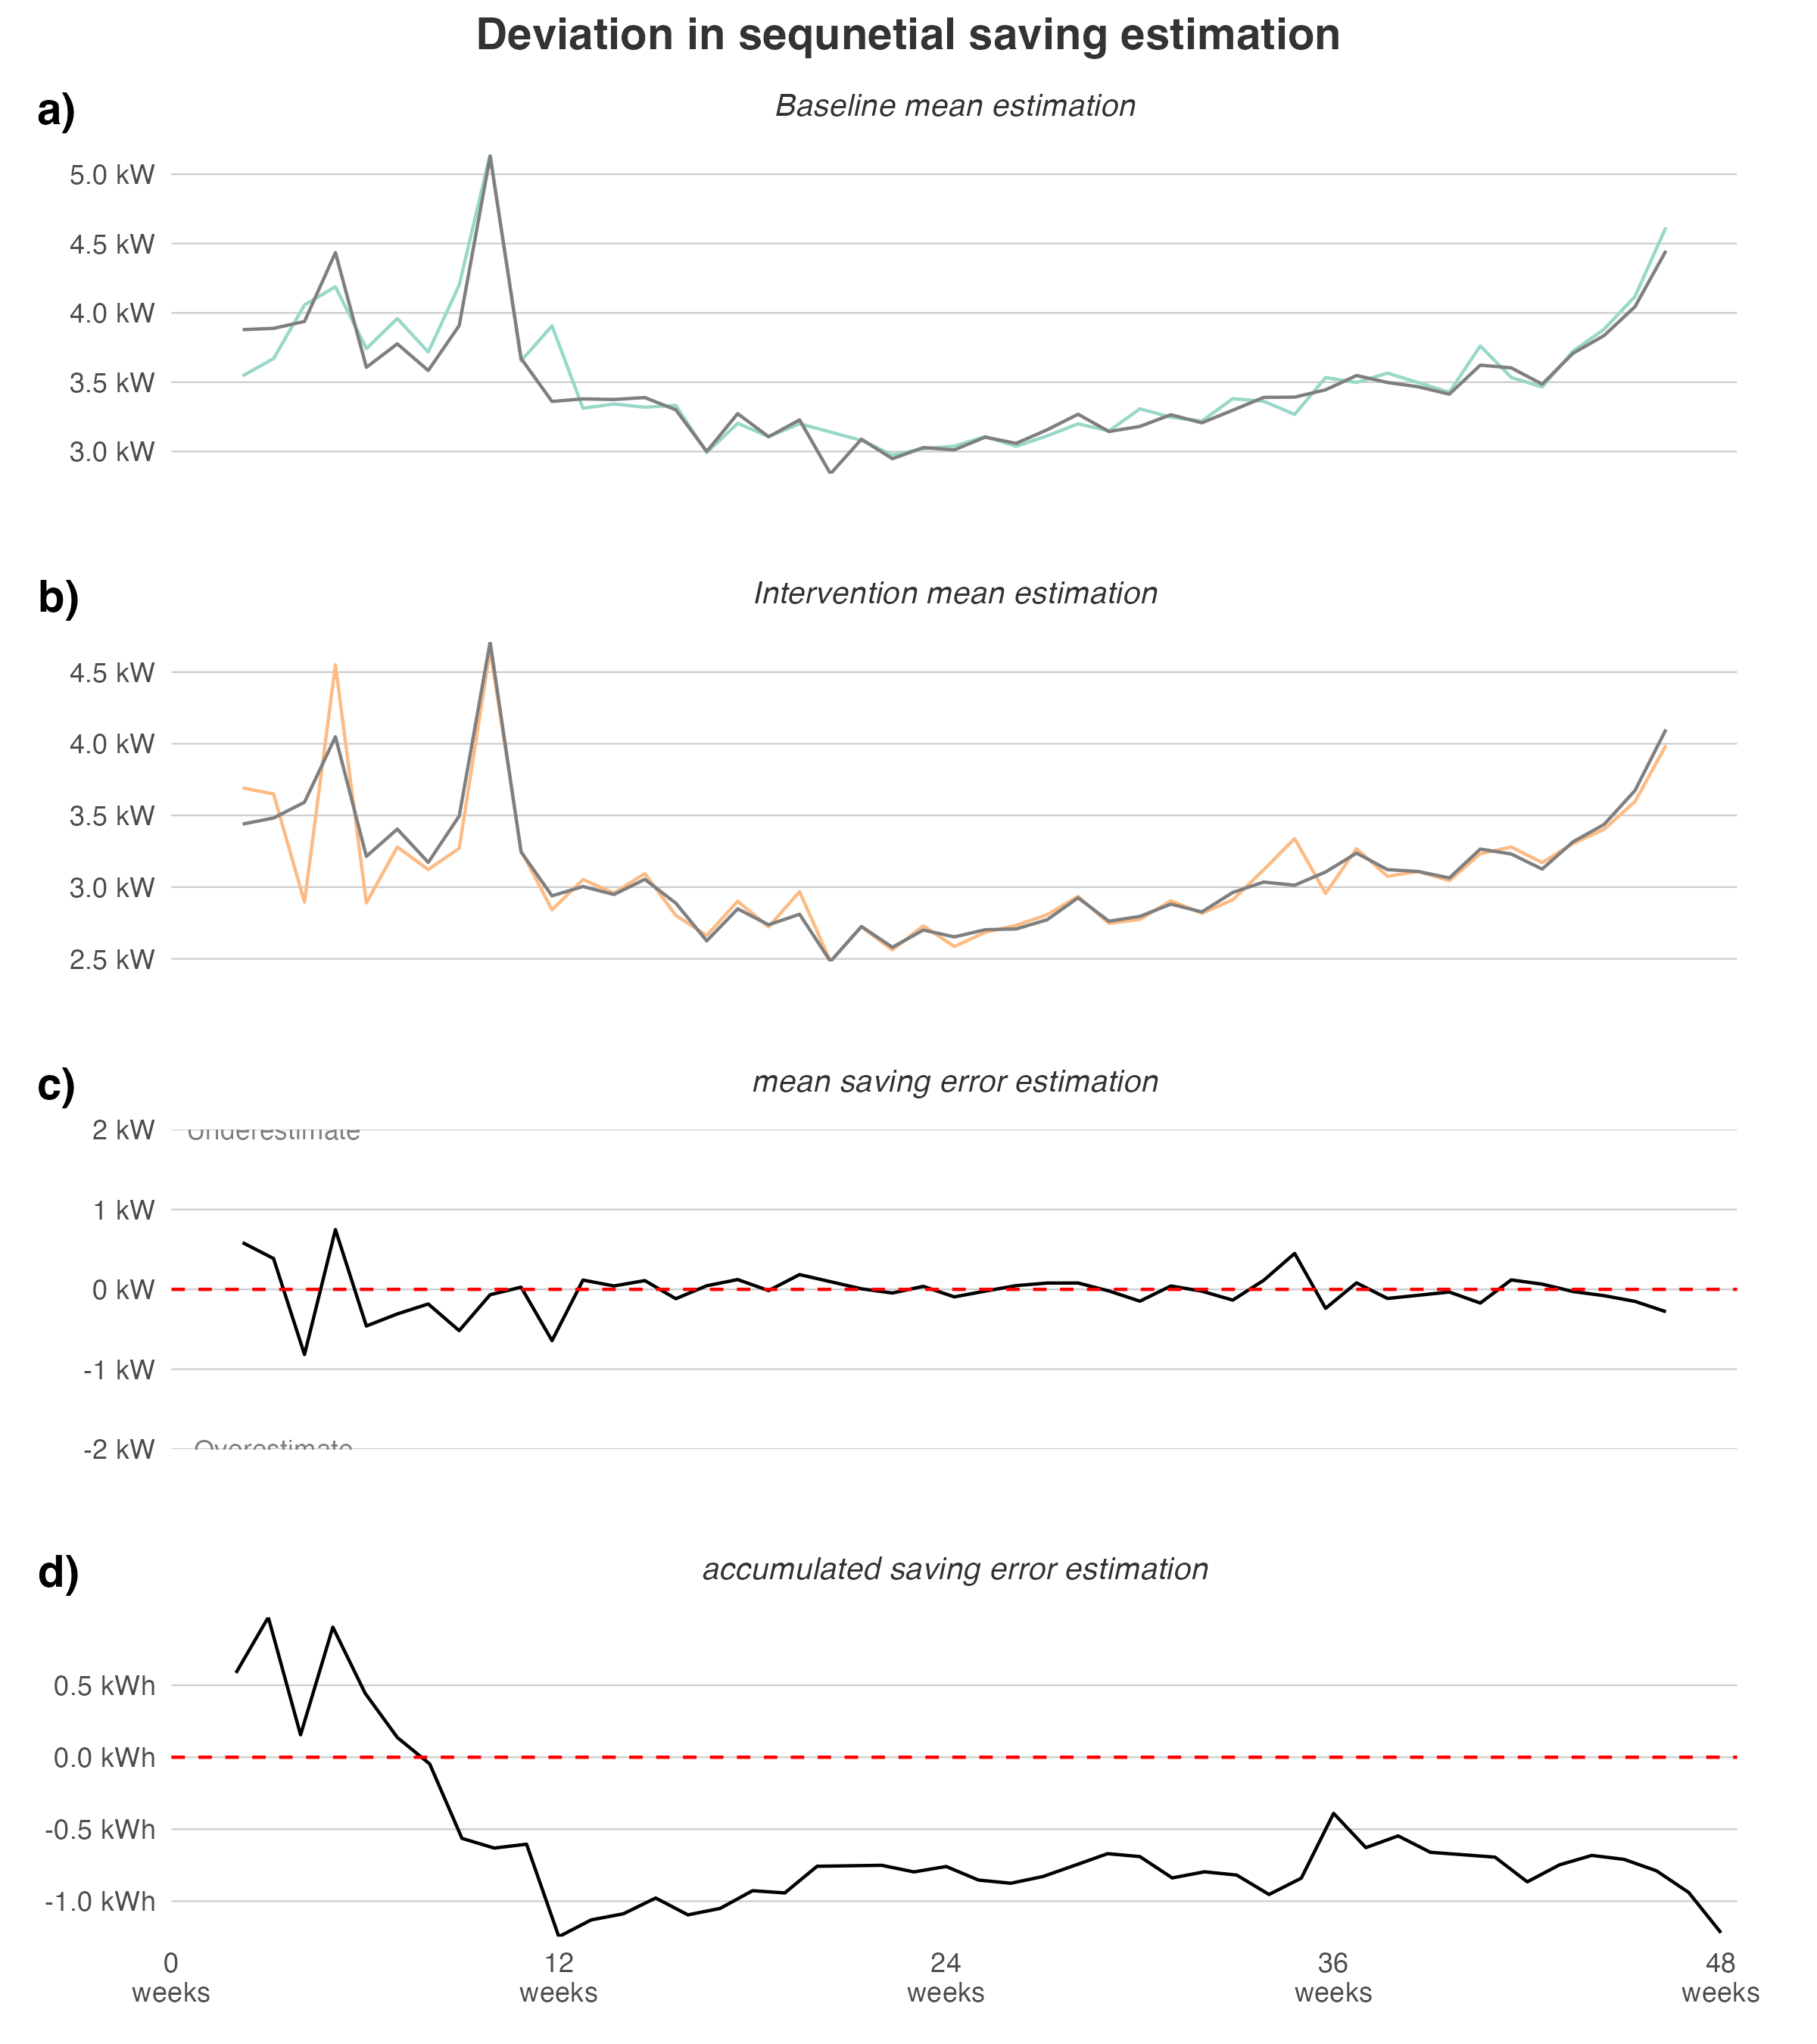 Deviation in sequnetial saving estimation
a)
Baseline mean estimation
5.0 kW
4.5 kW
4.0 kW
3.5 kW
3.0 kW
b)
Intervention mean estimation
4.5 kW
4.0 kW
3.5 kW
3.0 kW
2.5 kW
c)
mean saving error estimation
2 kW
Underestimate
1 kW
0 kW
-1 kW
-2 kW
Overestimate
d)
accumulated saving error estimation
0.5 kWh
0.0 kWh
-0.5 kWh
-1.0 kWh
0 12 24 36 48
weeks weeks weeks weeks weeks